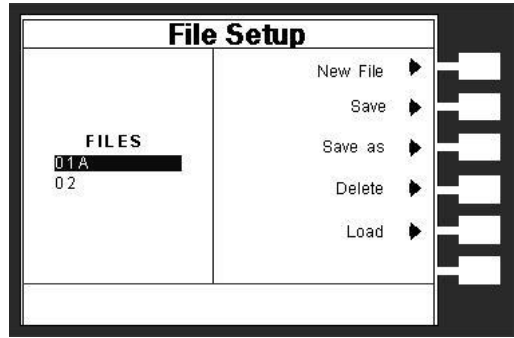 File Setup
FILES
01A
02
New File
Save
Save as
Delete
Load